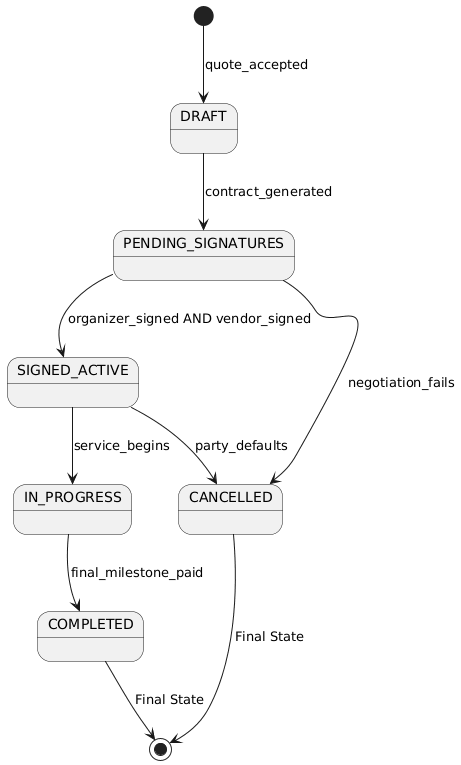 quote_accepted
DRAFT
contract_generated
PENDING_SIGNATURES
organizer_signed AND vendor_signed
negotiation_fails
SIGNED_ACTIVE
service_begins
party_defaults
IN_PROGRESS
CANCELLED
final_milestone_paid
COMPLETED
Final State
Final State